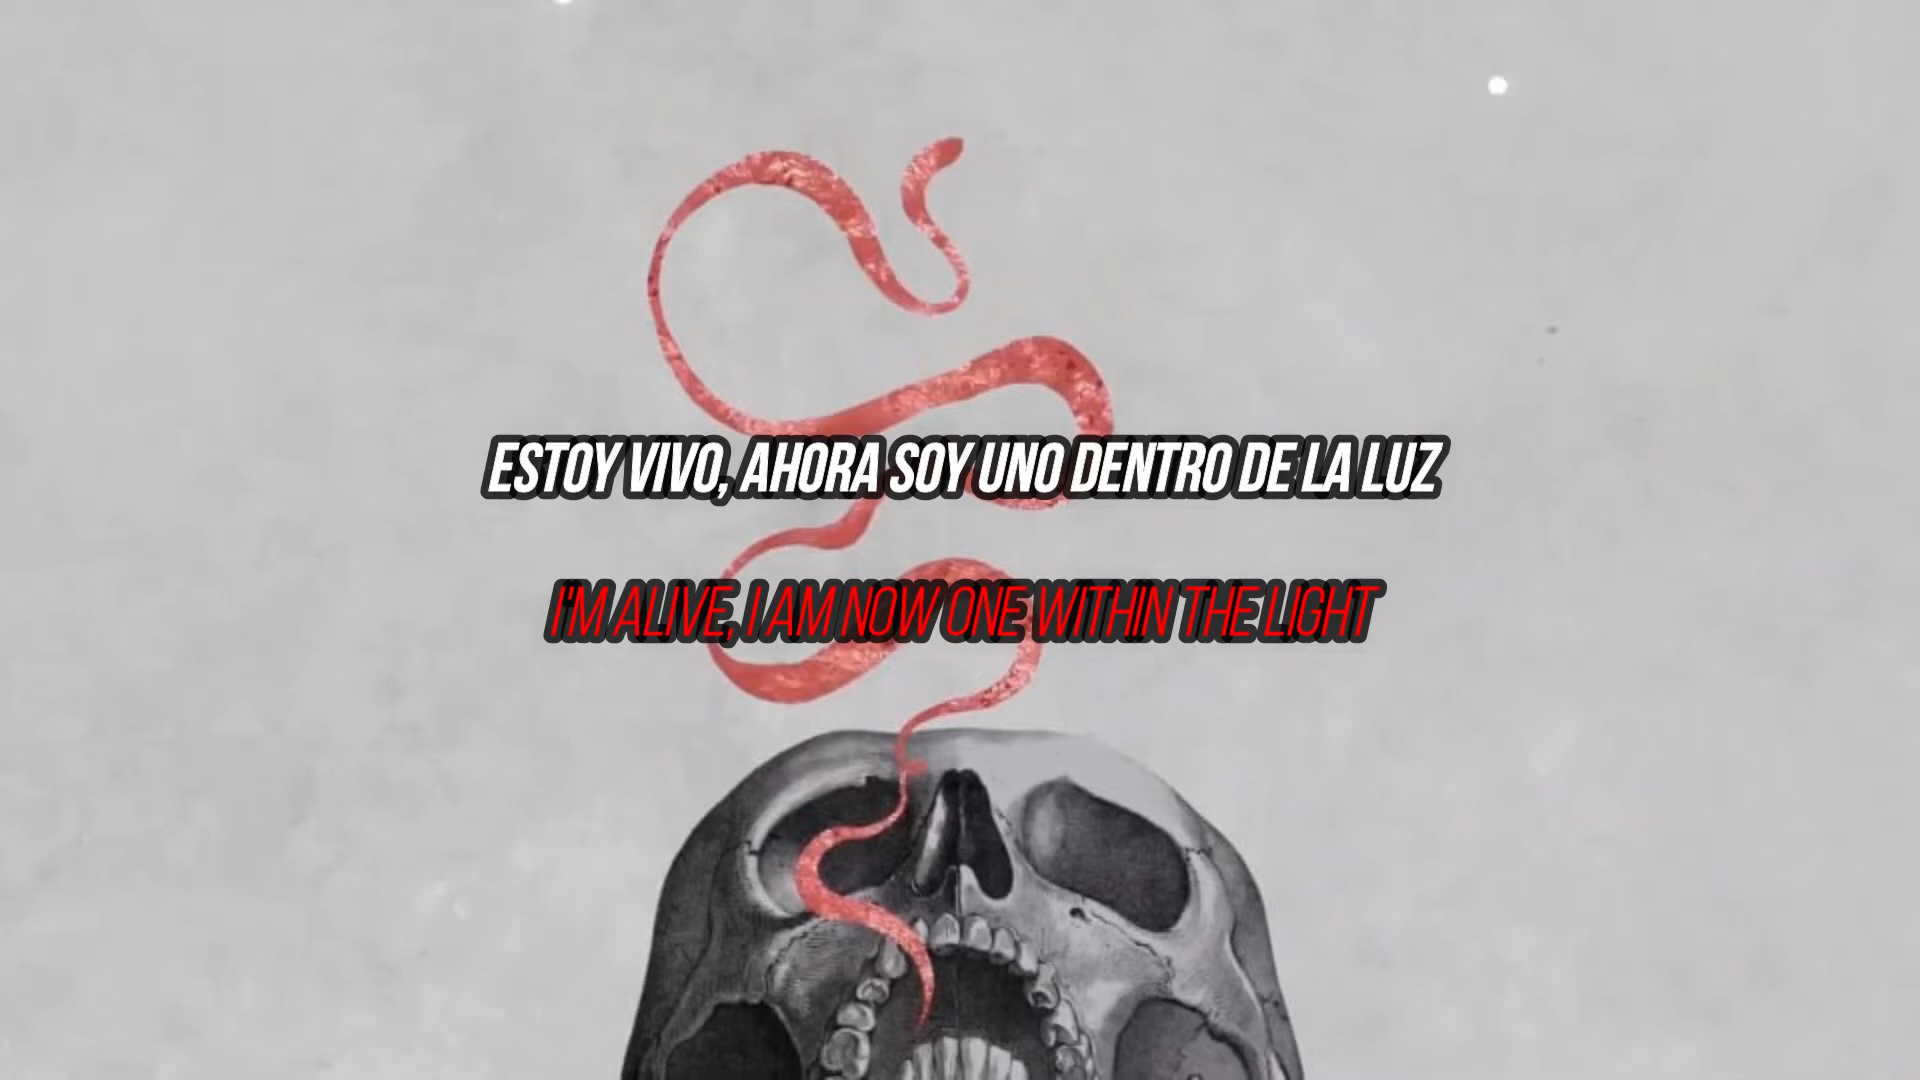 ESTOY VIVO, AHORA SOY UNO DENTRO DE LA LUZ
I'M ALIVE, I AM NOW ONE WITHIN THE LIGHT